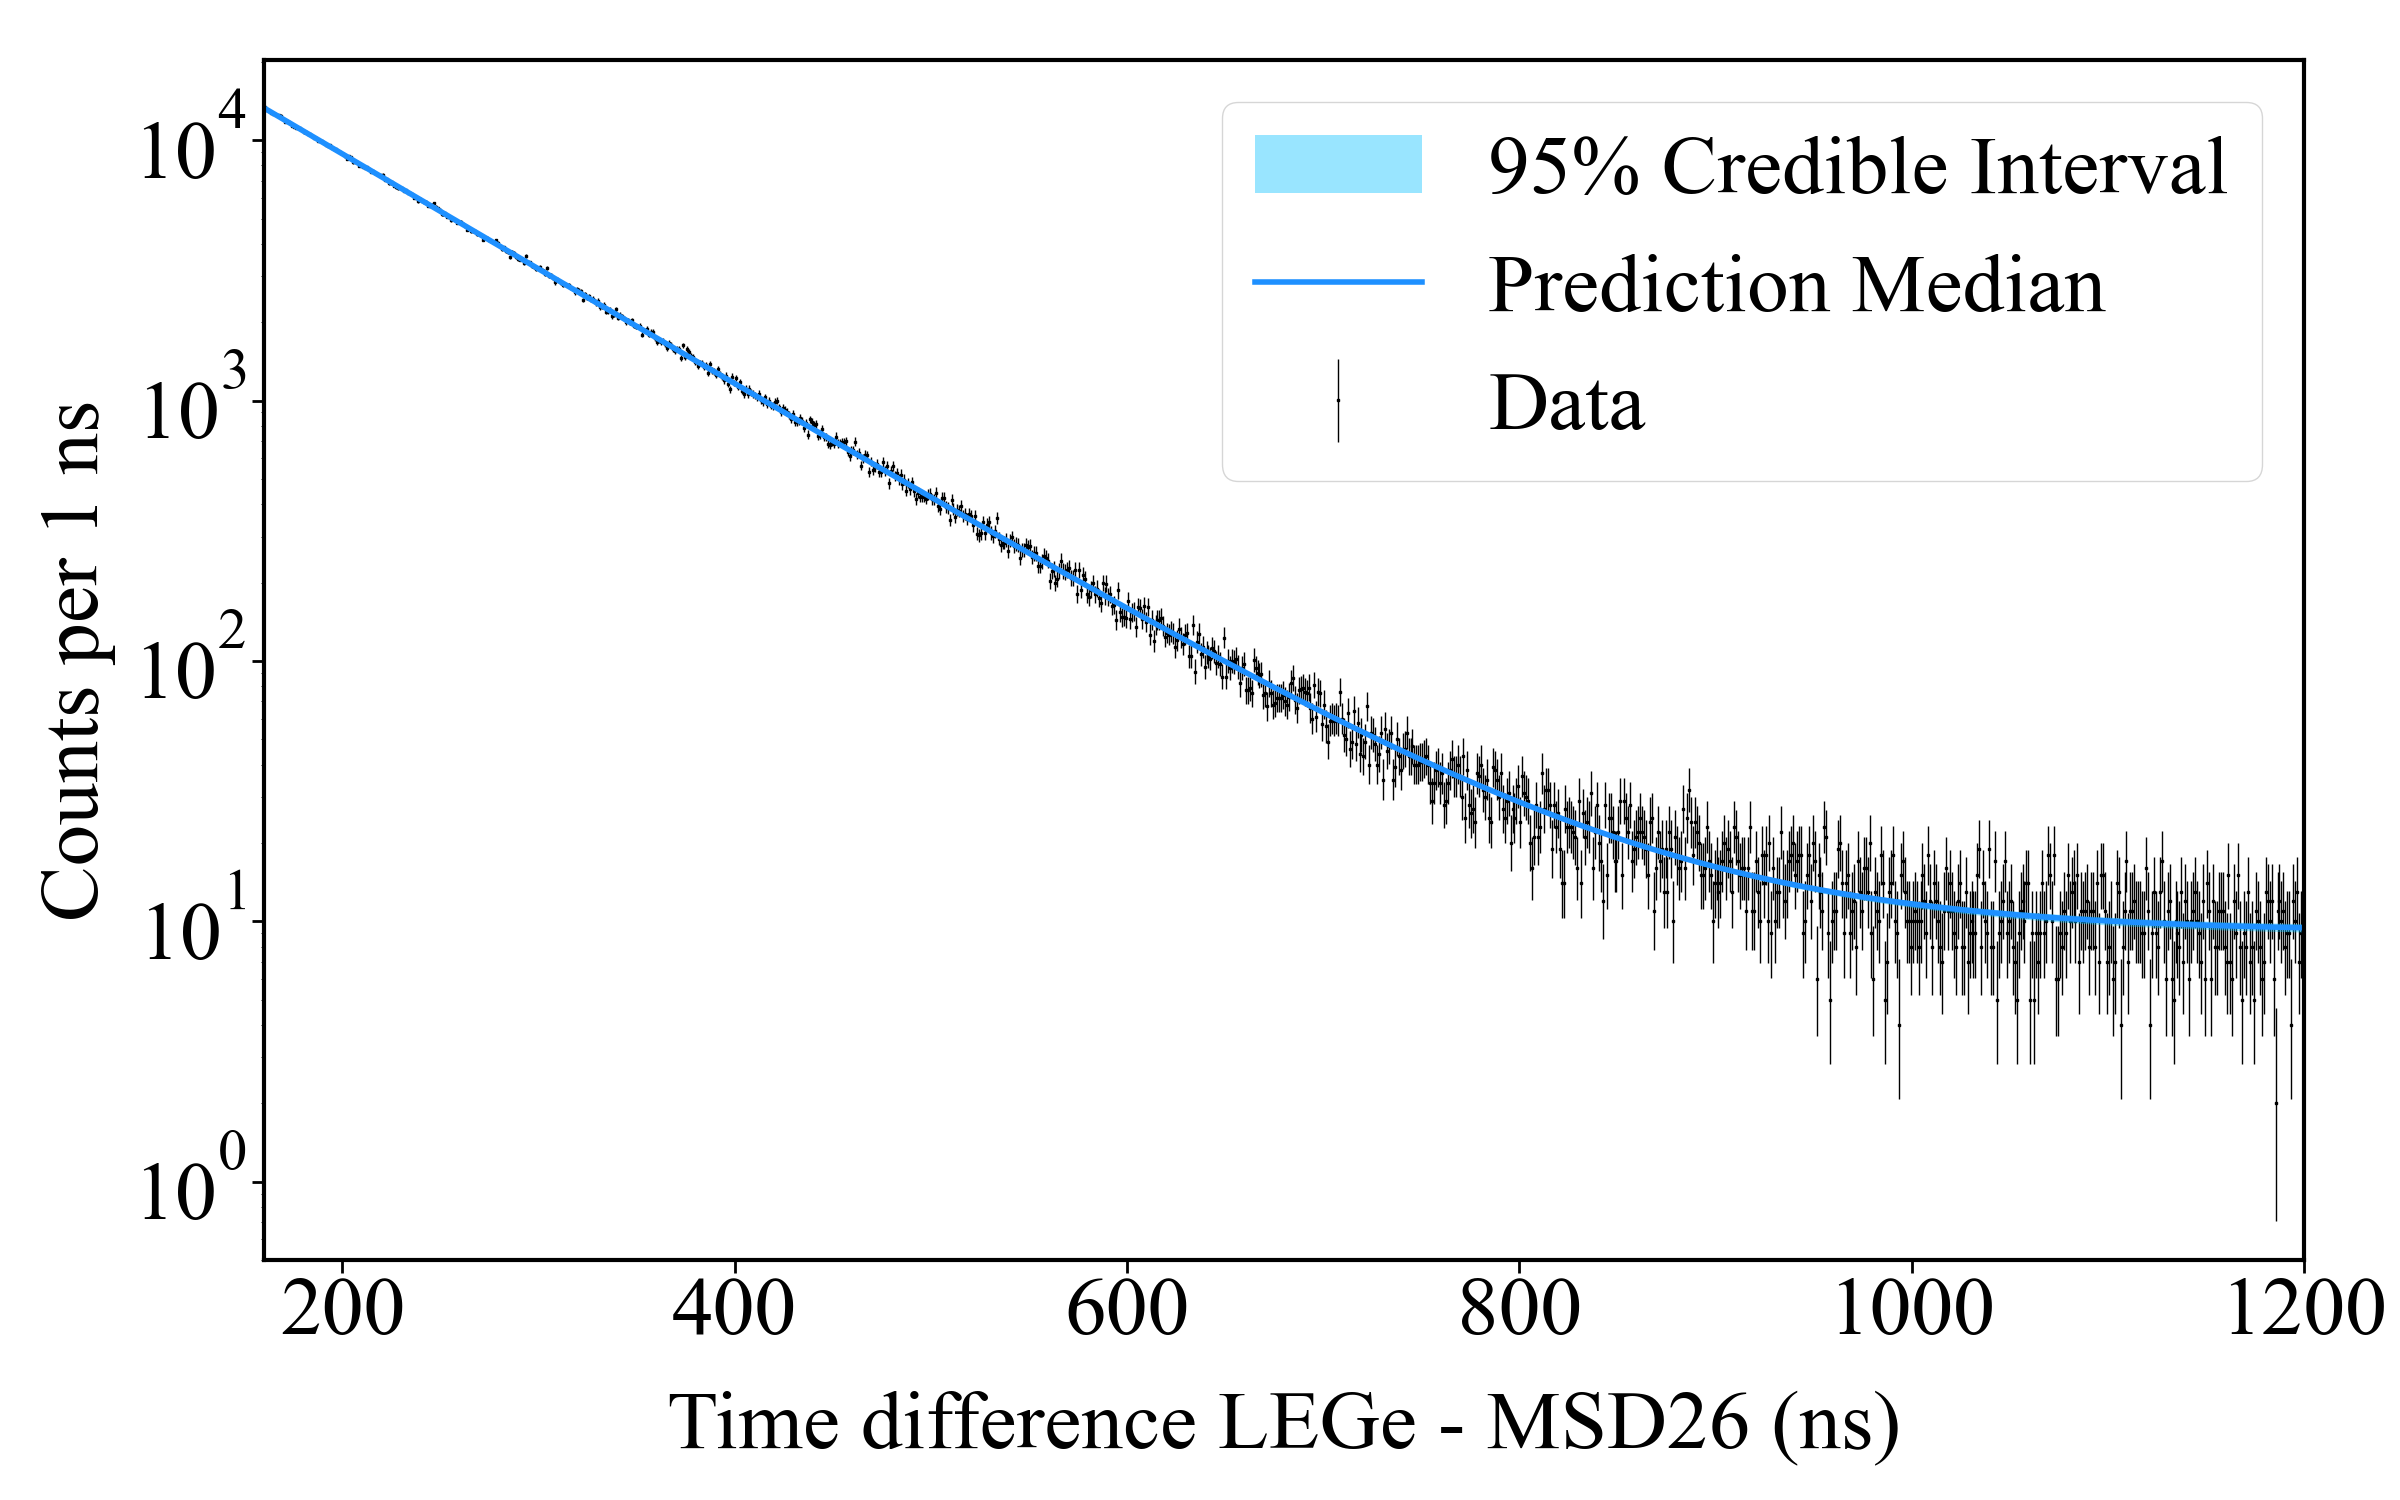 10^4
10^3
10^2
10^1
10^0
Counts per 1 ns
95% Credible Interval
Prediction Median
Data
200 400 600 800 1000 1200
Time difference LEGe - MSD26 (ns)